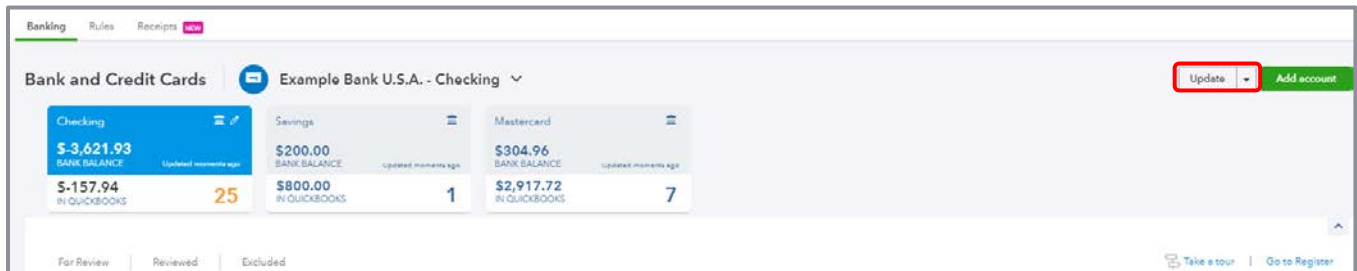 Banking Rules Receipts NEW
Bank and Credit Cards Example Bank U.S.A. - Checking Update Add account
Checking Savings Mastercard
$-3,621.93 $200.00 $304.96
BANK BALANCE Updated moments ago BANK BALANCE Updated moments ago BANK BALANCE Updated moments ago
$-157.94 25 $800.00 1 $2,917.72 7
IN QUICKBOOKS IN QUICKBOOKS IN QUICKBOOKS
For Review Reviewed Excluded Take a tour | Go to Register